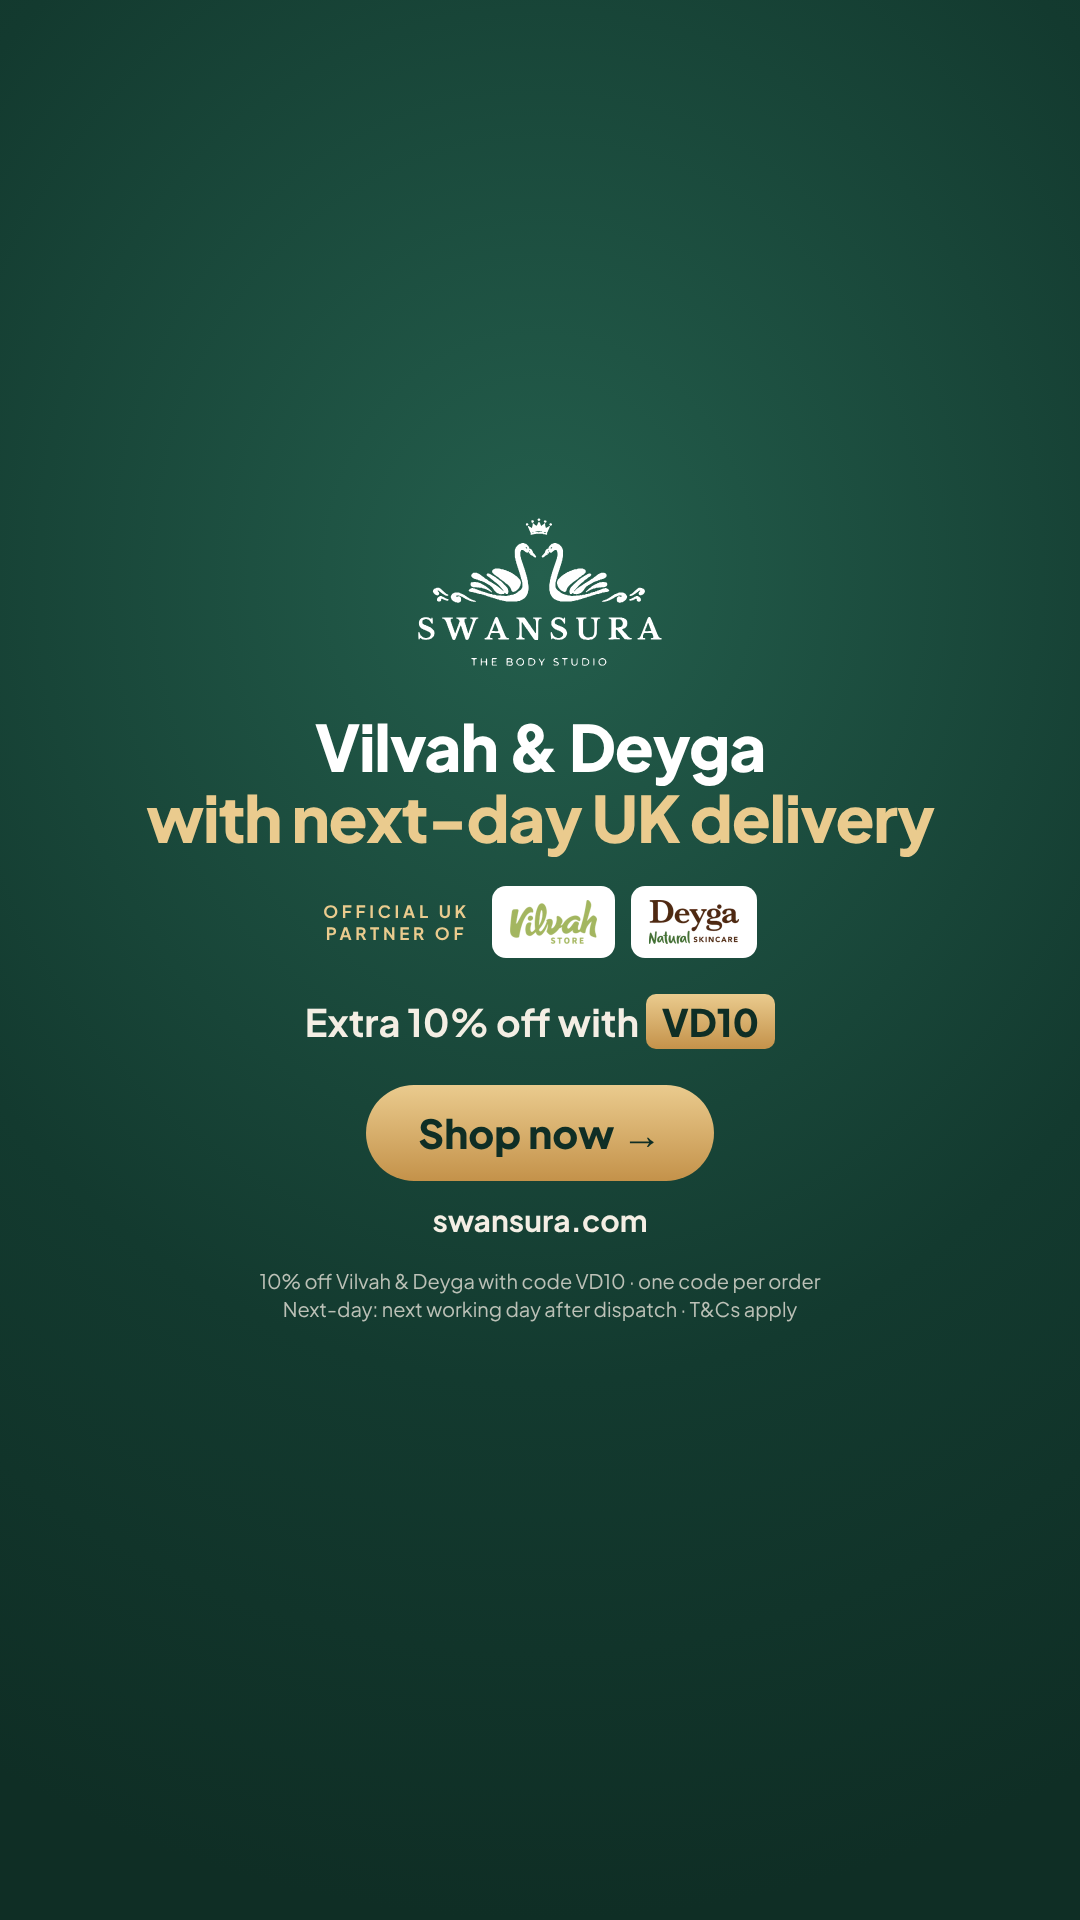 SWANSURA
THE BODY STUDIO
Vilvah & Deyga
with next-day UK delivery
OFFICIAL UK
PARTNER OF
Vilvah
STORE
Deyga
Natural SKINCARE
Extra 10% off with VD10
Shop now →
swansura.com
10% off Vilvah & Deyga with code VD10 · one code per order
Next-day: next working day after dispatch · T&Cs apply